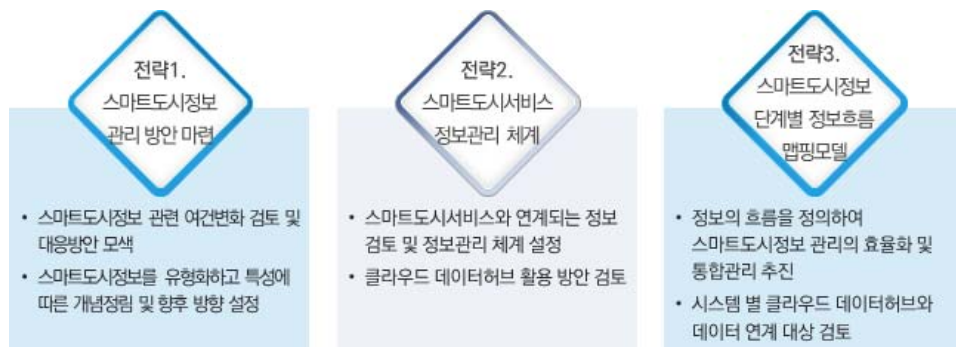 전략1.
스마트도시정보
관리 방안 마련
• 스마트도시정보 관련 여건변화 검토 및
대응방안 모색
• 스마트도시정보를 유형화하고 특성에
따른 개념정립 및 향후 방향 설정
전략2.
스마트도시서비스
정보관리 체계
• 스마트도시서비스와 연계되는 정보
검토 및 정보관리 체계 설정
• 클라우드 데이터허브 활용 방안 검토
전략3.
스마트도시정보
단계별 정보흐름
맵핑모델
• 정보의 흐름을 정의하여
스마트도시정보 관리의 효율화 및
통합관리 추진
• 시스템 별 클라우드 데이터허브와
데이터 연계 대상 검토